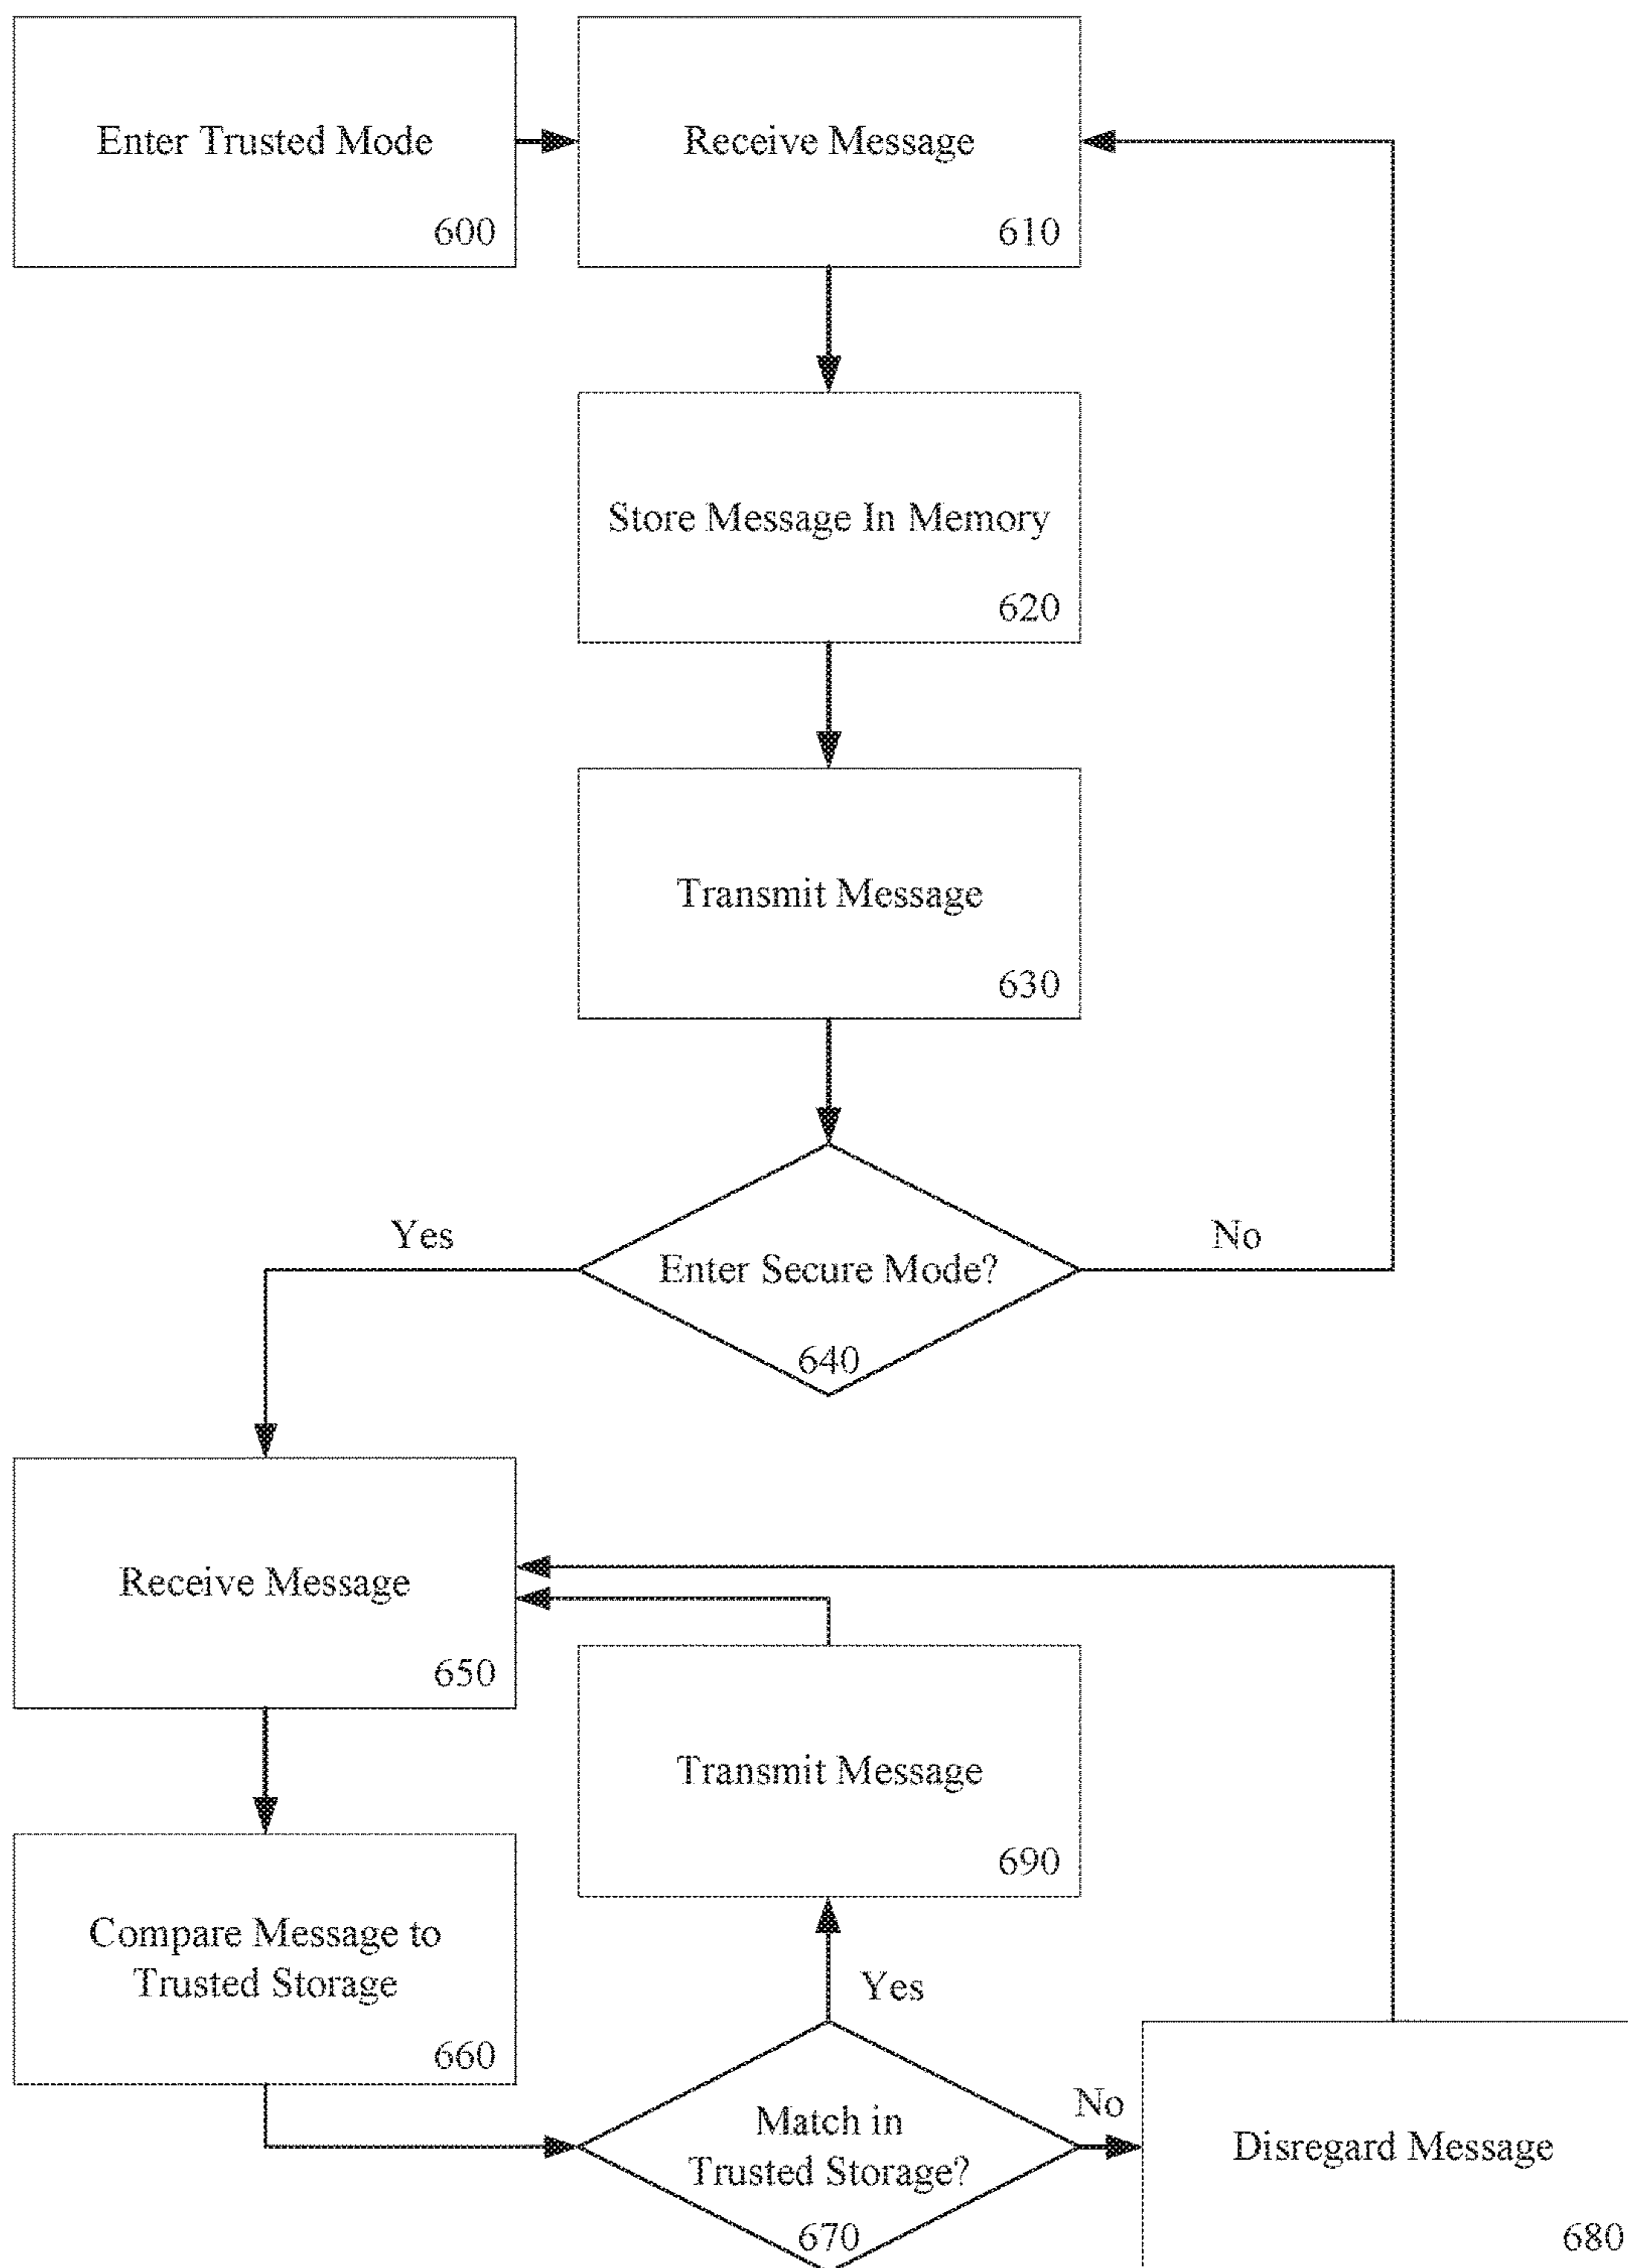 Enter Trusted Mode
600
Receive Message
610
Store Message In Memory
620
Transmit Message
630
Enter Secure Mode?
640
Yes
No
Receive Message
650
Transmit Message
690
Compare Message to
Trusted Storage
660
Yes
Match in
Trusted Storage?
670
No
Disregard Message
680